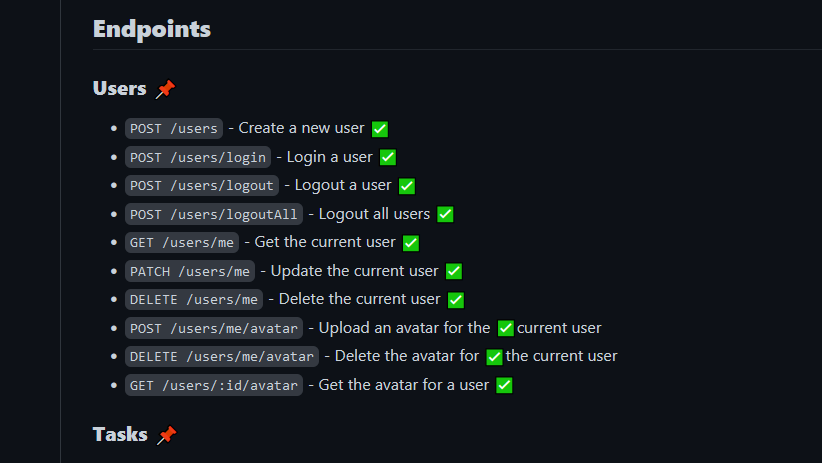 Endpoints
Users 📌
• POST /users - Create a new user ✅
• POST /users/login - Login a user ✅
• POST /users/logout - Logout a user ✅
• POST /users/logoutAll - Logout all users ✅
• GET /users/me - Get the current user ✅
• PATCH /users/me - Update the current user ✅
• DELETE /users/me - Delete the current user ✅
• POST /users/me/avatar - Upload an avatar for the ✅ current user
• DELETE /users/me/avatar - Delete the avatar for ✅ the current user
• GET /users/:id/avatar - Get the avatar for a user ✅
Tasks 📌